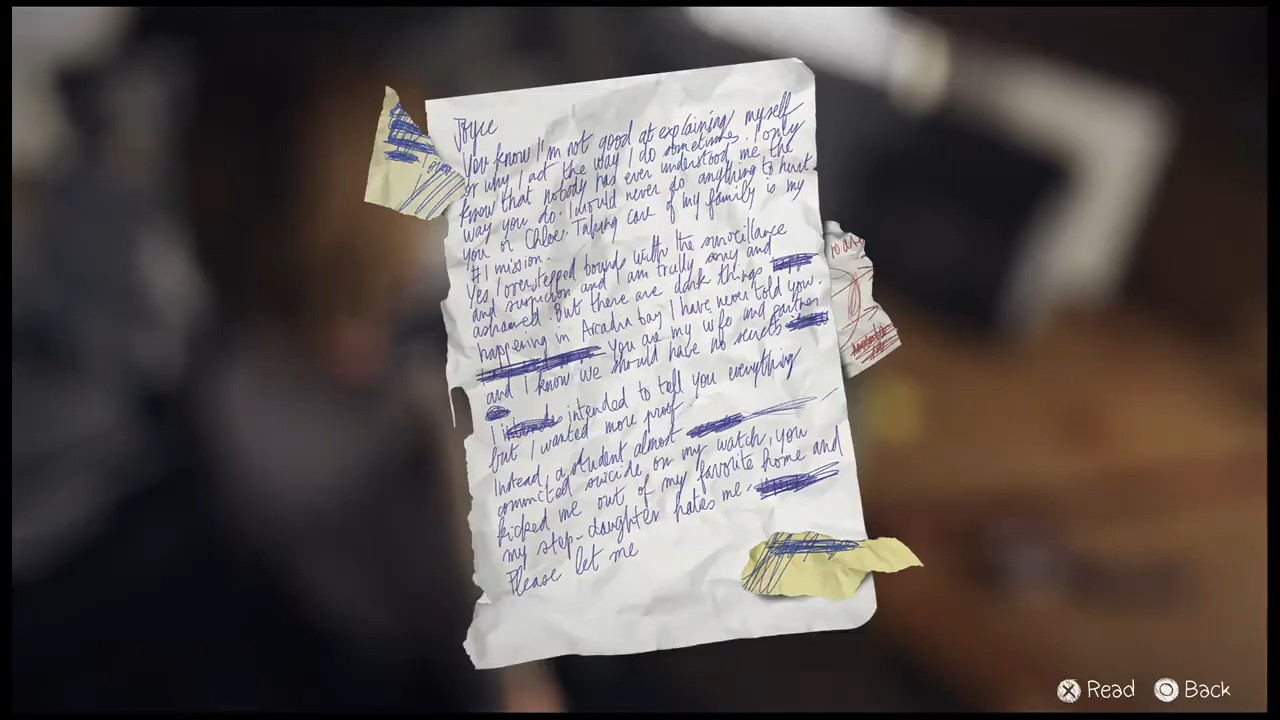 Joyce
You know I'm not good at explaining myself
or why I act the way I do sometime. I only
know that nobody has ever understood me the
way you do. I would never do anything to hurt
you or Chloe. Taking care of my family is my
#1 mission.
Yes, I overstepped bounds with the surveillance
and suspicion and I am truly sorry and
ashamed. But there are dark things
happening in Arcadia bay I have never told you.
You are my wife and partner
and I know we should have no secrets
I intended to tell you everything
but I wanted more proof
Instead, a student almost
committed suicide on my watch, you
kicked me out of my favorite home and
my step-daughter hates me.
Please let me
Read
Back